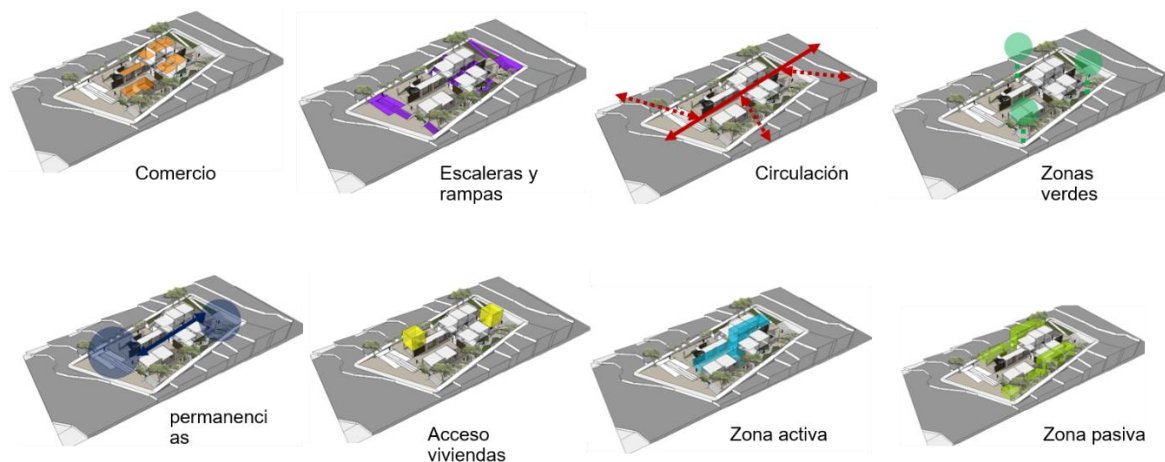 Comercio
Escaleras y
rampas
Circulación
Zonas
verdes
permanenci
as
Acceso
viviendas
Zona activa
Zona pasiva